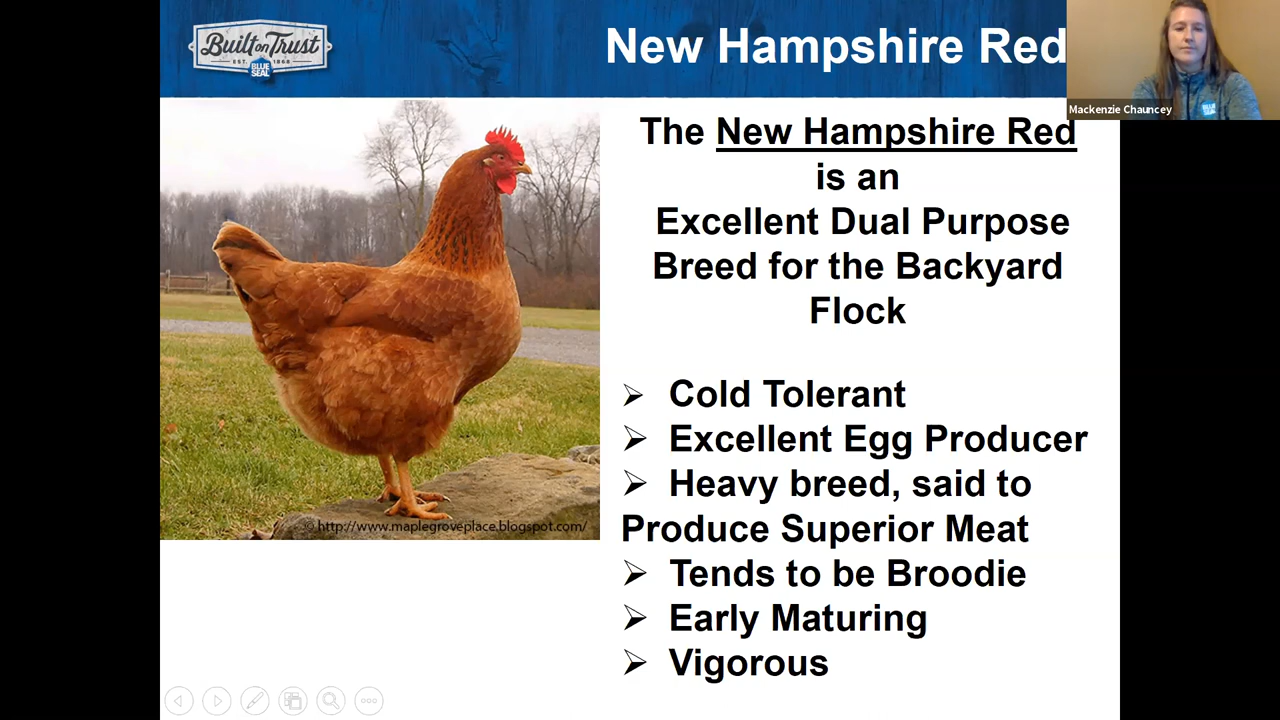 Built on Trust
EST. 1868
BLUE
SEAL
New Hampshire Red
Mackenzie Chauncey
BLUE
SEAL
The New Hampshire Red
is an
Excellent Dual Purpose
Breed for the Backyard
Flock
➢ Cold Tolerant
➢ Excellent Egg Producer
➢ Heavy breed, said to
Produce Superior Meat
➢ Tends to be Broodie
➢ Early Maturing
➢ Vigorous
© http://www.maplegroveplace.blogspot.com/